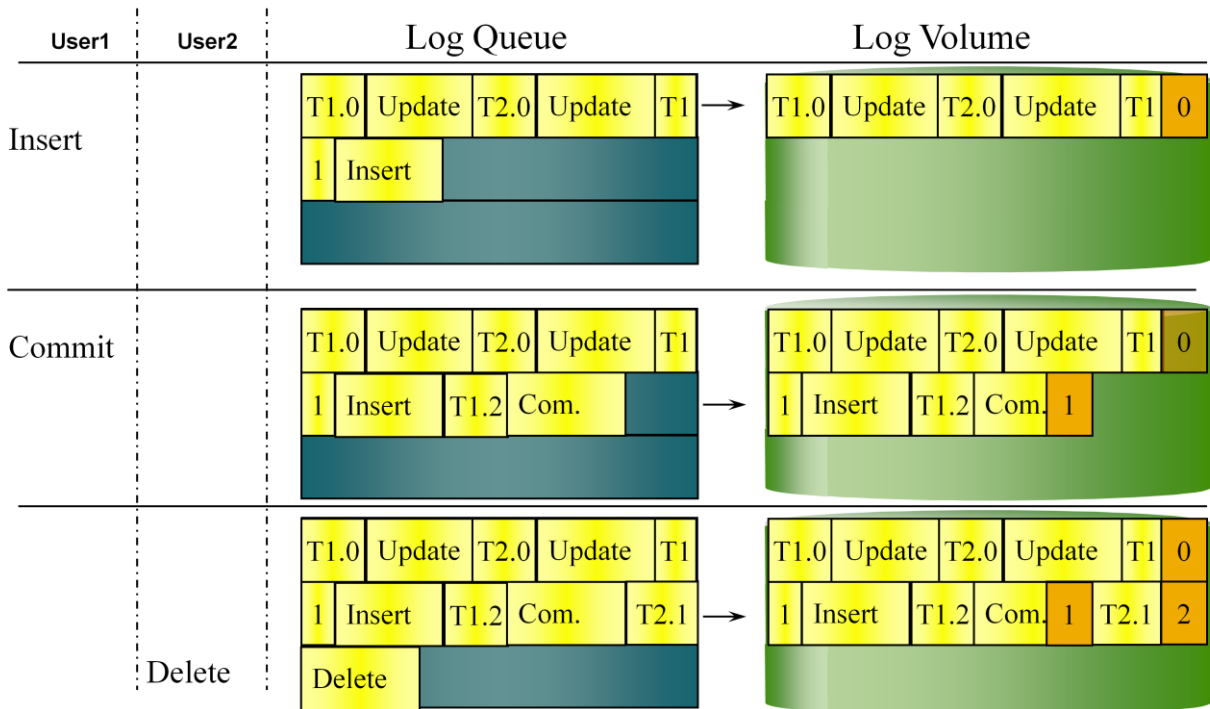 User1 User2 Log Queue Log Volume
T1.0 Update T2.0 Update T1 T1.0 Update T2.0 Update T1 0
Insert
1 Insert
T1.0 Update T2.0 Update T1 T1.0 Update T2.0 Update T1 0
Commit
1 Insert T1.2 Com. 1 Insert T1.2 Com. 1
T1.0 Update T2.0 Update T1 T1.0 Update T2.0 Update T1 0
1 Insert T1.2 Com. T2.1 1 Insert T1.2 Com. 1 T2.1 2
Delete Delete